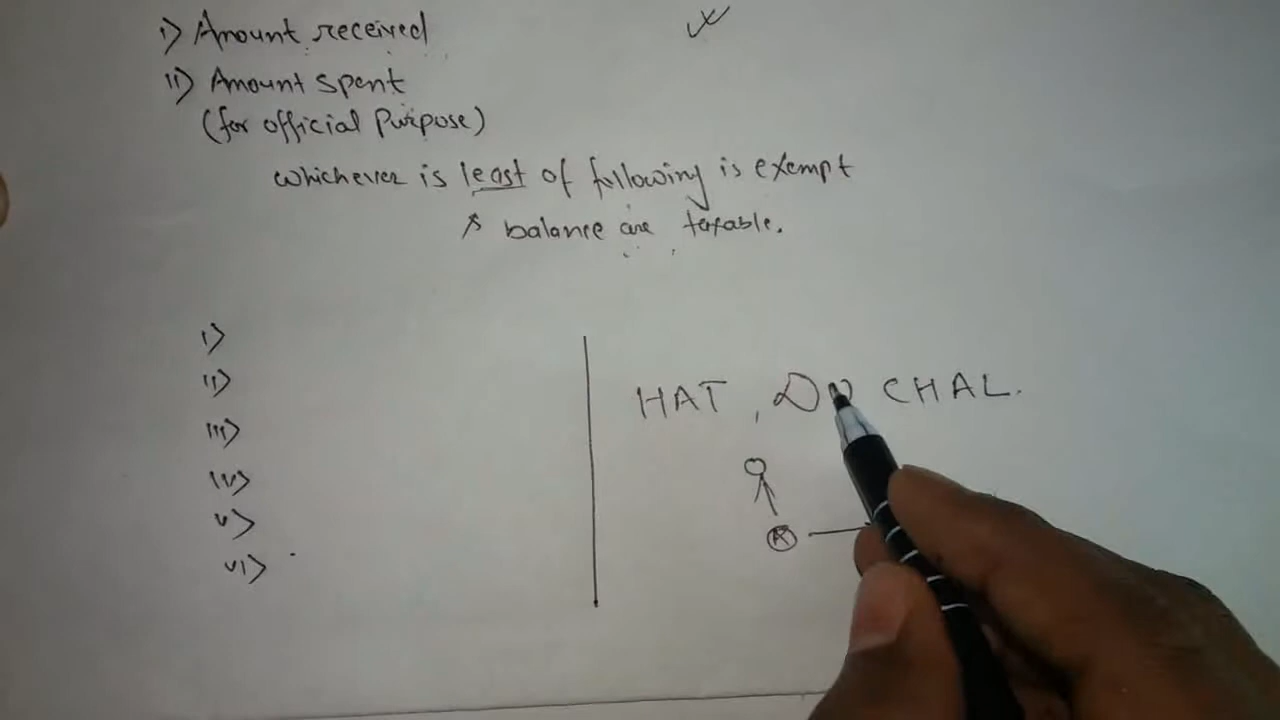 i) Amount received
ii) Amount spent
(for official Purpose)
whichever is least of following is exempt
& balance are taxable.
i)
ii)
iii)
iv)
v)
vi)
HAT, DU CHAL.
A